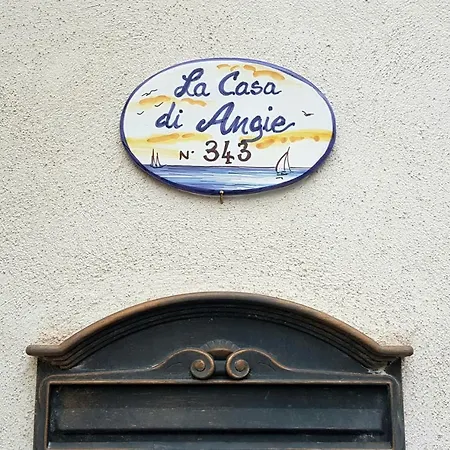 La Casa
di Angie
N° 343